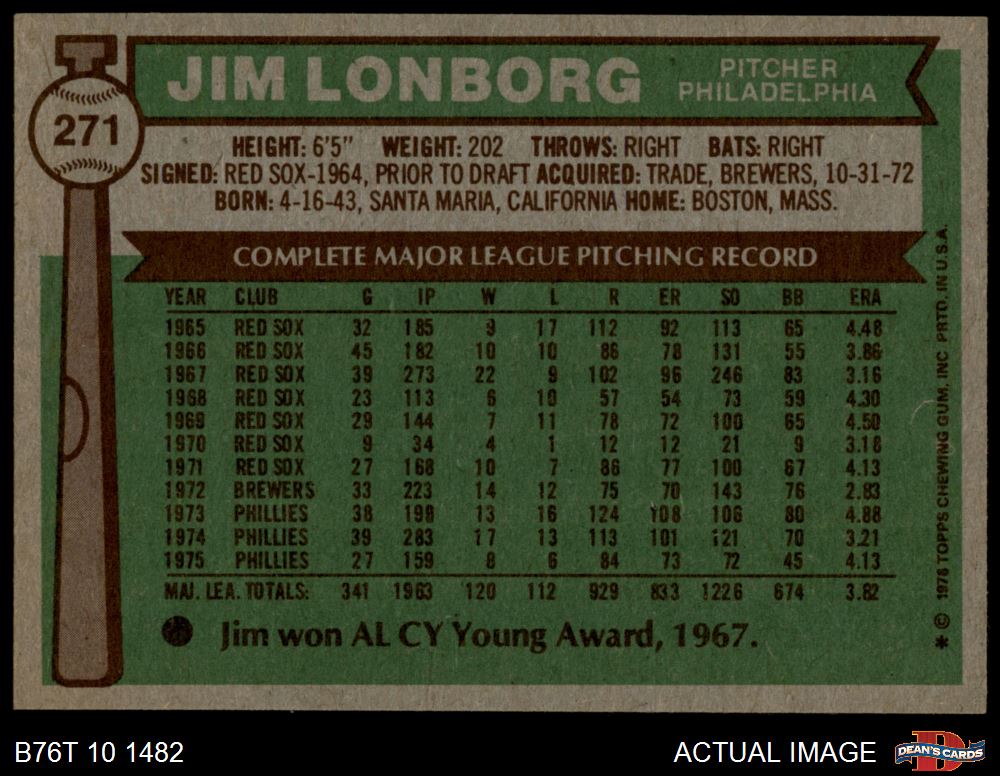 271
JIM LONBORG
PITCHER
PHILADELPHIA
HEIGHT: 6'5" WEIGHT: 202 THROWS: RIGHT BATS: RIGHT
SIGNED: RED SOX-1964, PRIOR TO DRAFT ACQUIRED: TRADE, BREWERS, 10-31-72
BORN: 4-16-43, SANTA MARIA, CALIFORNIA HOME: BOSTON, MASS.
COMPLETE MAJOR LEAGUE PITCHING RECORD
YEAR CLUB G IP W L R ER SO BB ERA
1965 RED SOX 32 185 9 17 112 92 113 65 4.48
1966 RED SOX 45 182 10 10 86 78 131 55 3.86
1967 RED SOX 39 273 22 9 102 96 246 83 3.16
1968 RED SOX 23 113 6 10 57 54 73 59 4.30
1969 RED SOX 29 144 7 11 78 72 100 65 4.50
1970 RED SOX 9 34 4 1 12 12 21 9 3.18
1971 RED SOX 27 168 10 7 86 77 100 67 4.13
1972 BREWERS 33 223 14 12 75 70 143 76 2.83
1973 PHILLIES 38 199 13 16 124 108 106 80 4.88
1974 PHILLIES 39 283 17 13 113 101 121 70 3.21
1975 PHILLIES 27 159 8 6 84 73 72 45 4.13
MAJ. LEA. TOTALS: 341 1963 120 112 929 833 1226 674 3.82
Jim won AL CY Young Award, 1967.
* © 1976 TOPPS CHEWING GUM, INC PRTD. IN U.S.A.
B76T 10 1482
ACTUAL IMAGE
DEAN'S CARDS